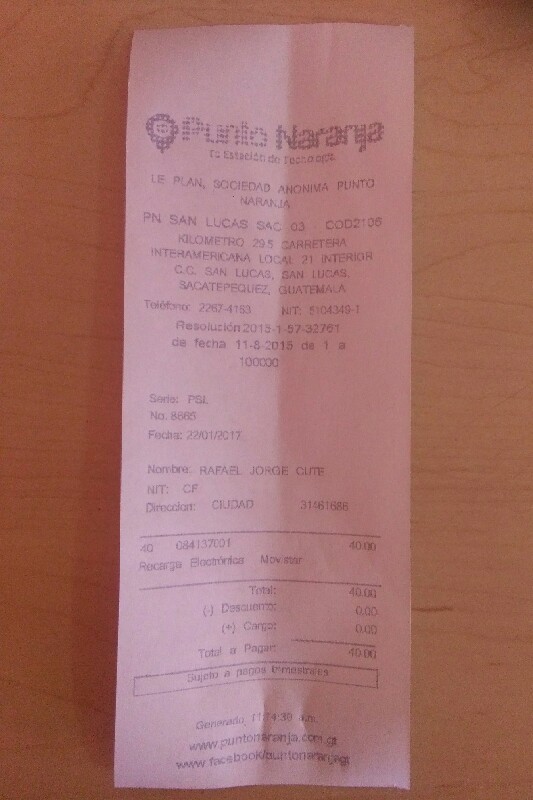 Punto Naranja
Tu Estación de Tecnología
LE PLAN, SOCIEDAD ANONIMA PUNTO
NARANJA
PN SAN LUCAS SAC 03 COD2106
KILOMETRO 29.5 CARRETERA
INTERAMERICANA LOCAL 21 INTERIOR
C.C. SAN LUCAS, SAN LUCAS,
SACATEPEQUEZ, GUATEMALA
Teléfono: 2267-4153 NIT: 5104349-1
Resolución 2015-1-57-32761
de fecha 11-8-2015 de 1 a
100000
Serie: PSL
No. 8665
Fecha: 22/01/2017
Nombre: RAFAEL JORGE CUTE
NIT: CF
Direccion: CIUDAD 31461686
40 084137001 40.00
Recarga Electrónica Movistar
Total: 40.00
(-) Descuento: 0.00
(+) Cargo: 0.00
Total a Pagar: 40.00
Sujeto a pagos trimestrales
Generado a.m.
www.puntonaranja.com.gt
www.facebook/puntonaranjagt